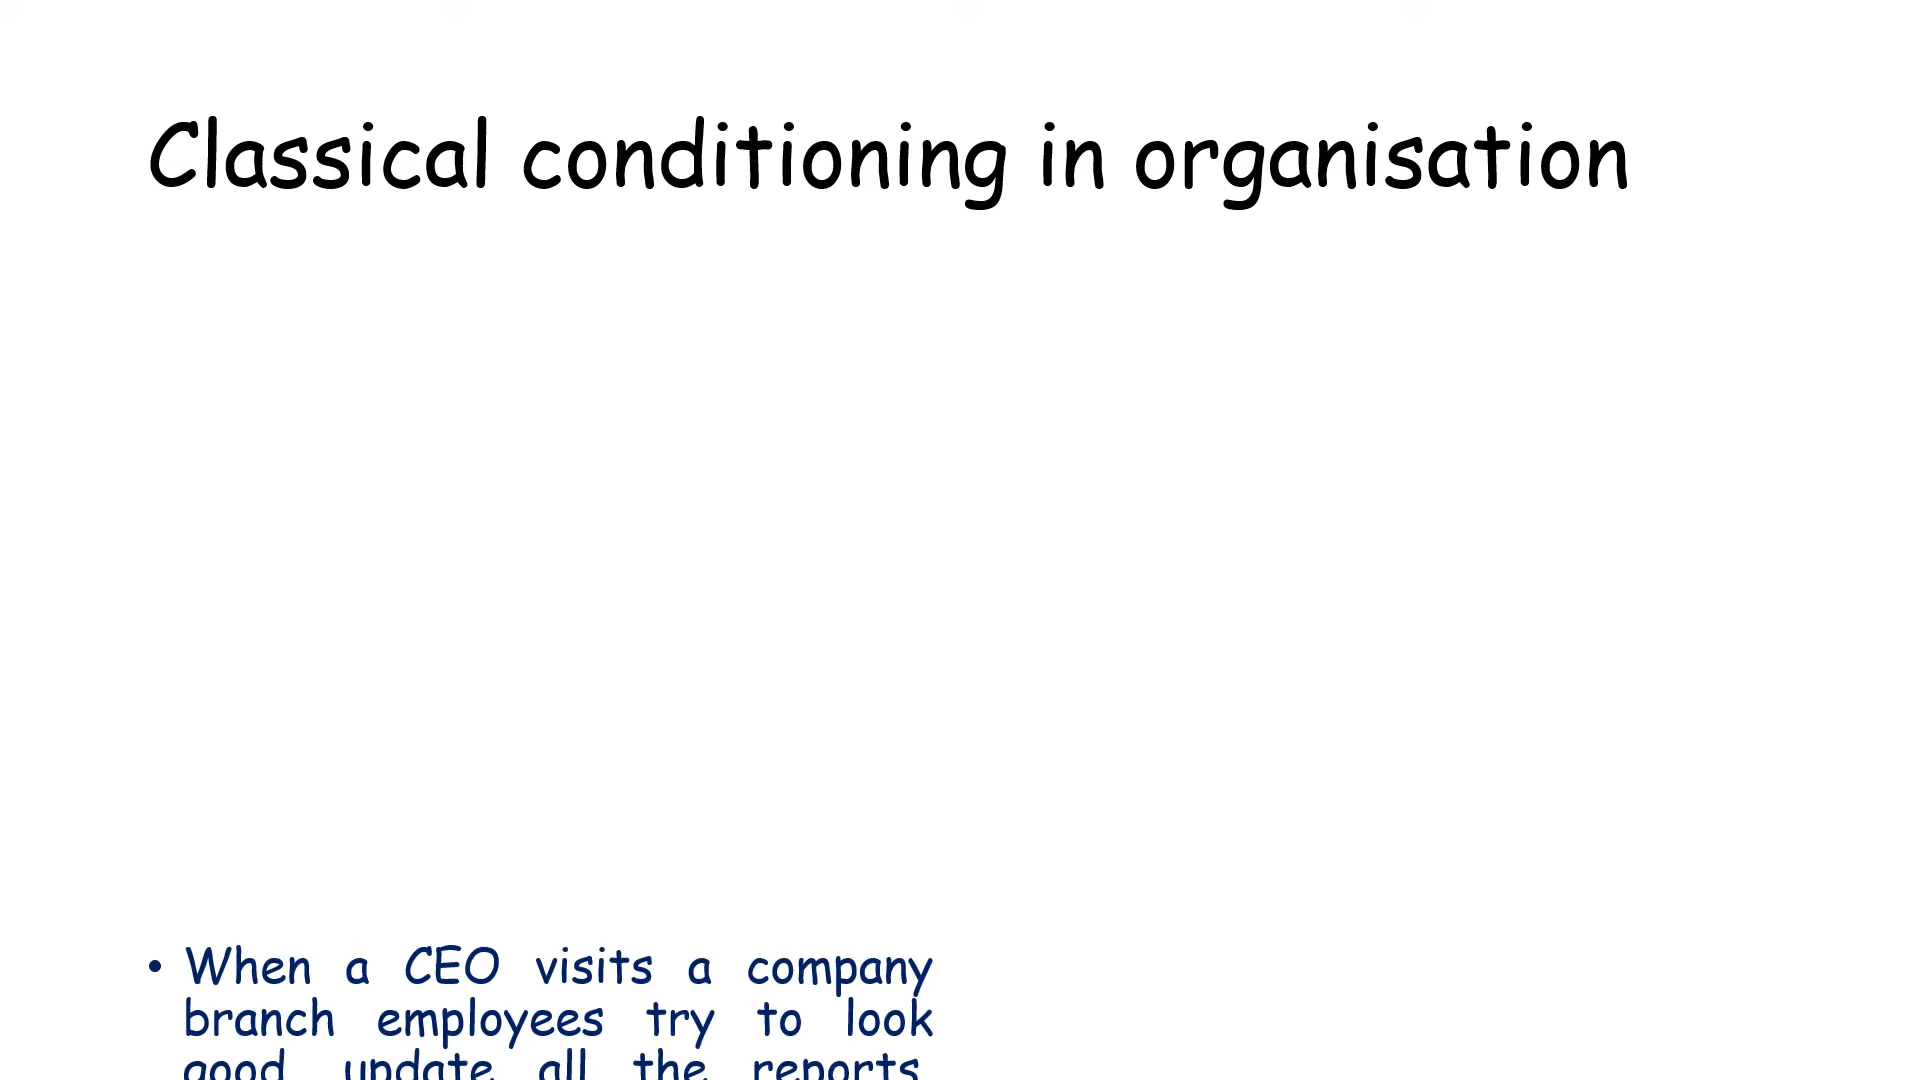 Classical conditioning in organisation
• When a CEO visits a company
branch employees try to look
good, update all the reports,